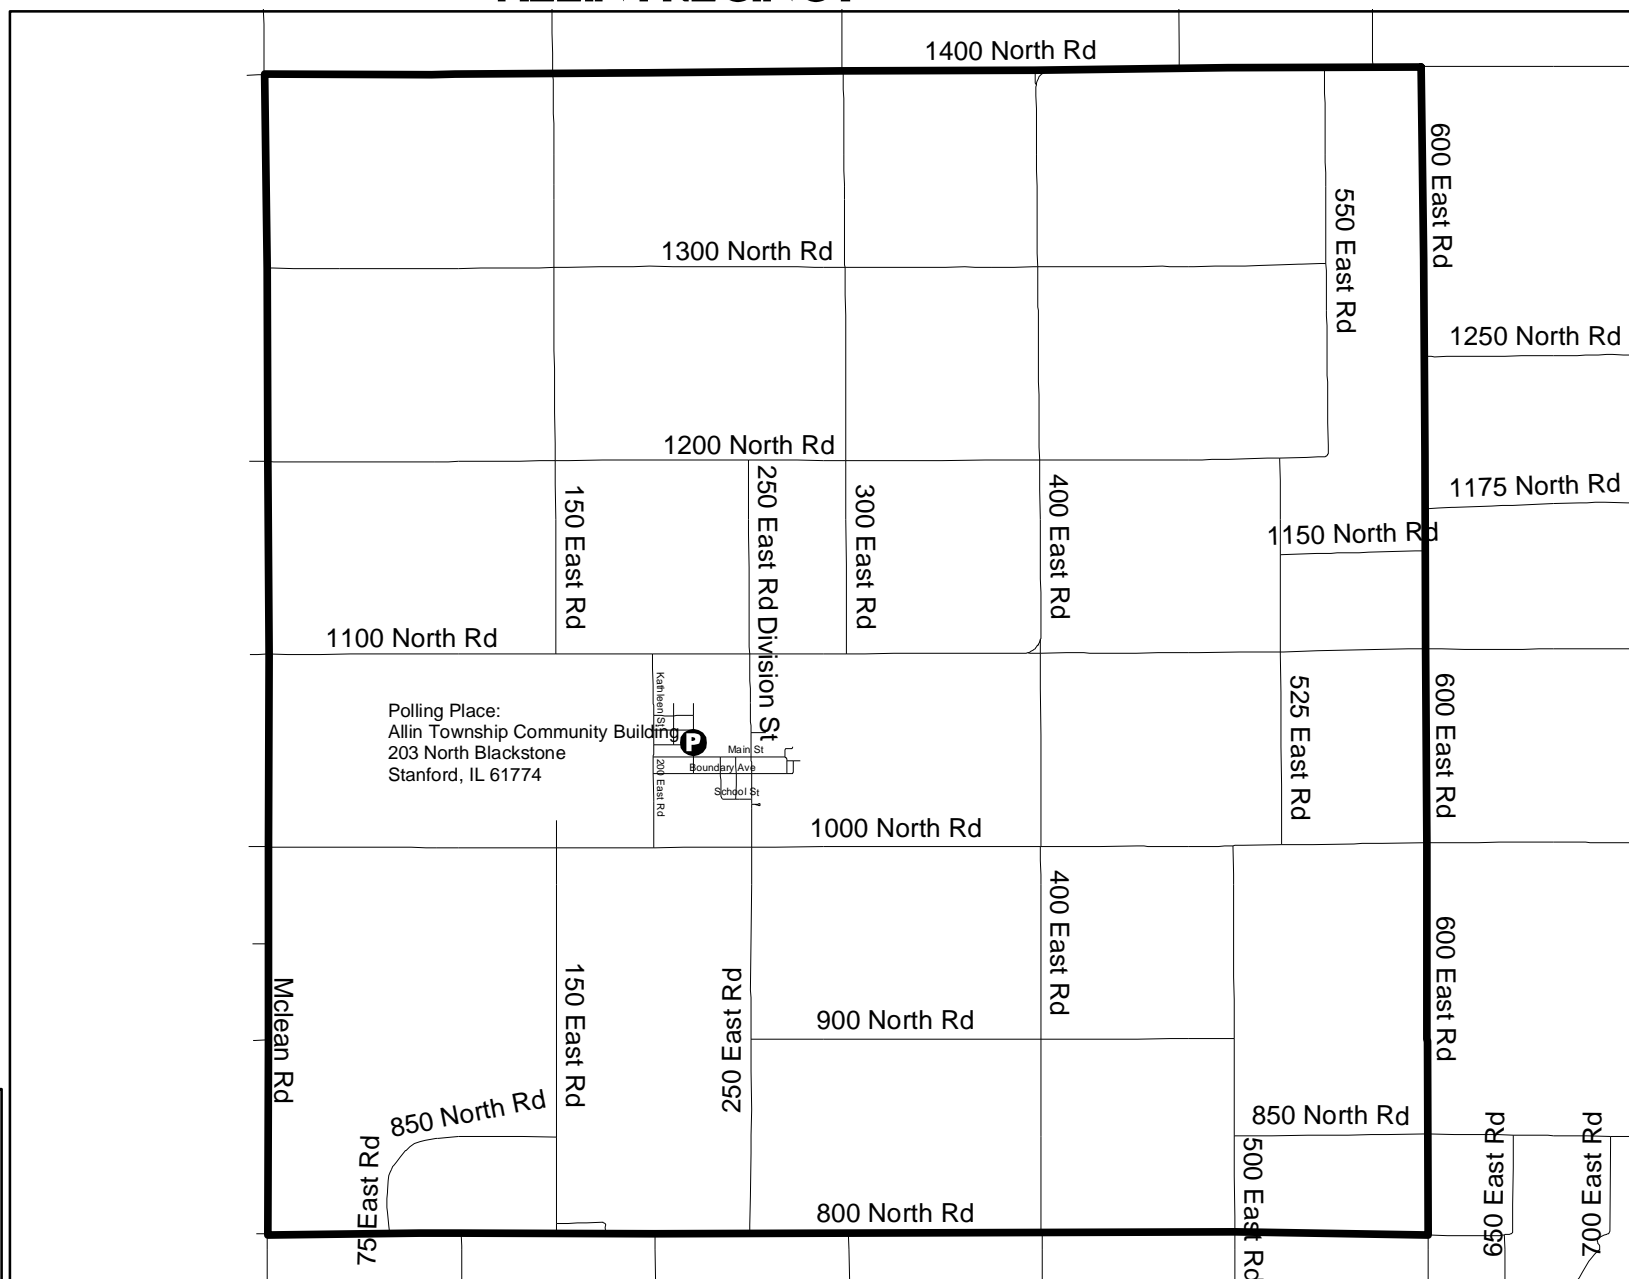 1400 North Rd
600 East Rd
550 East Rd
1300 North Rd
1250 North Rd
1200 North Rd
1175 North Rd
150 East Rd
250 East Rd Division St
300 East Rd
400 East Rd
1150 North Rd
1100 North Rd
Kathleen St
525 East Rd
600 East Rd
Polling Place:
Allin Township Community Building
203 North Blackstone
Stanford, IL 61774
P
Main St
Boundary Ave
200 East Rd
School St
1000 North Rd
400 East Rd
600 East Rd
Mclean Rd
150 East Rd
250 East Rd
900 North Rd
850 North Rd
850 North Rd
75 East Rd
500 East Rd
650 East Rd
700 East Rd
800 North Rd